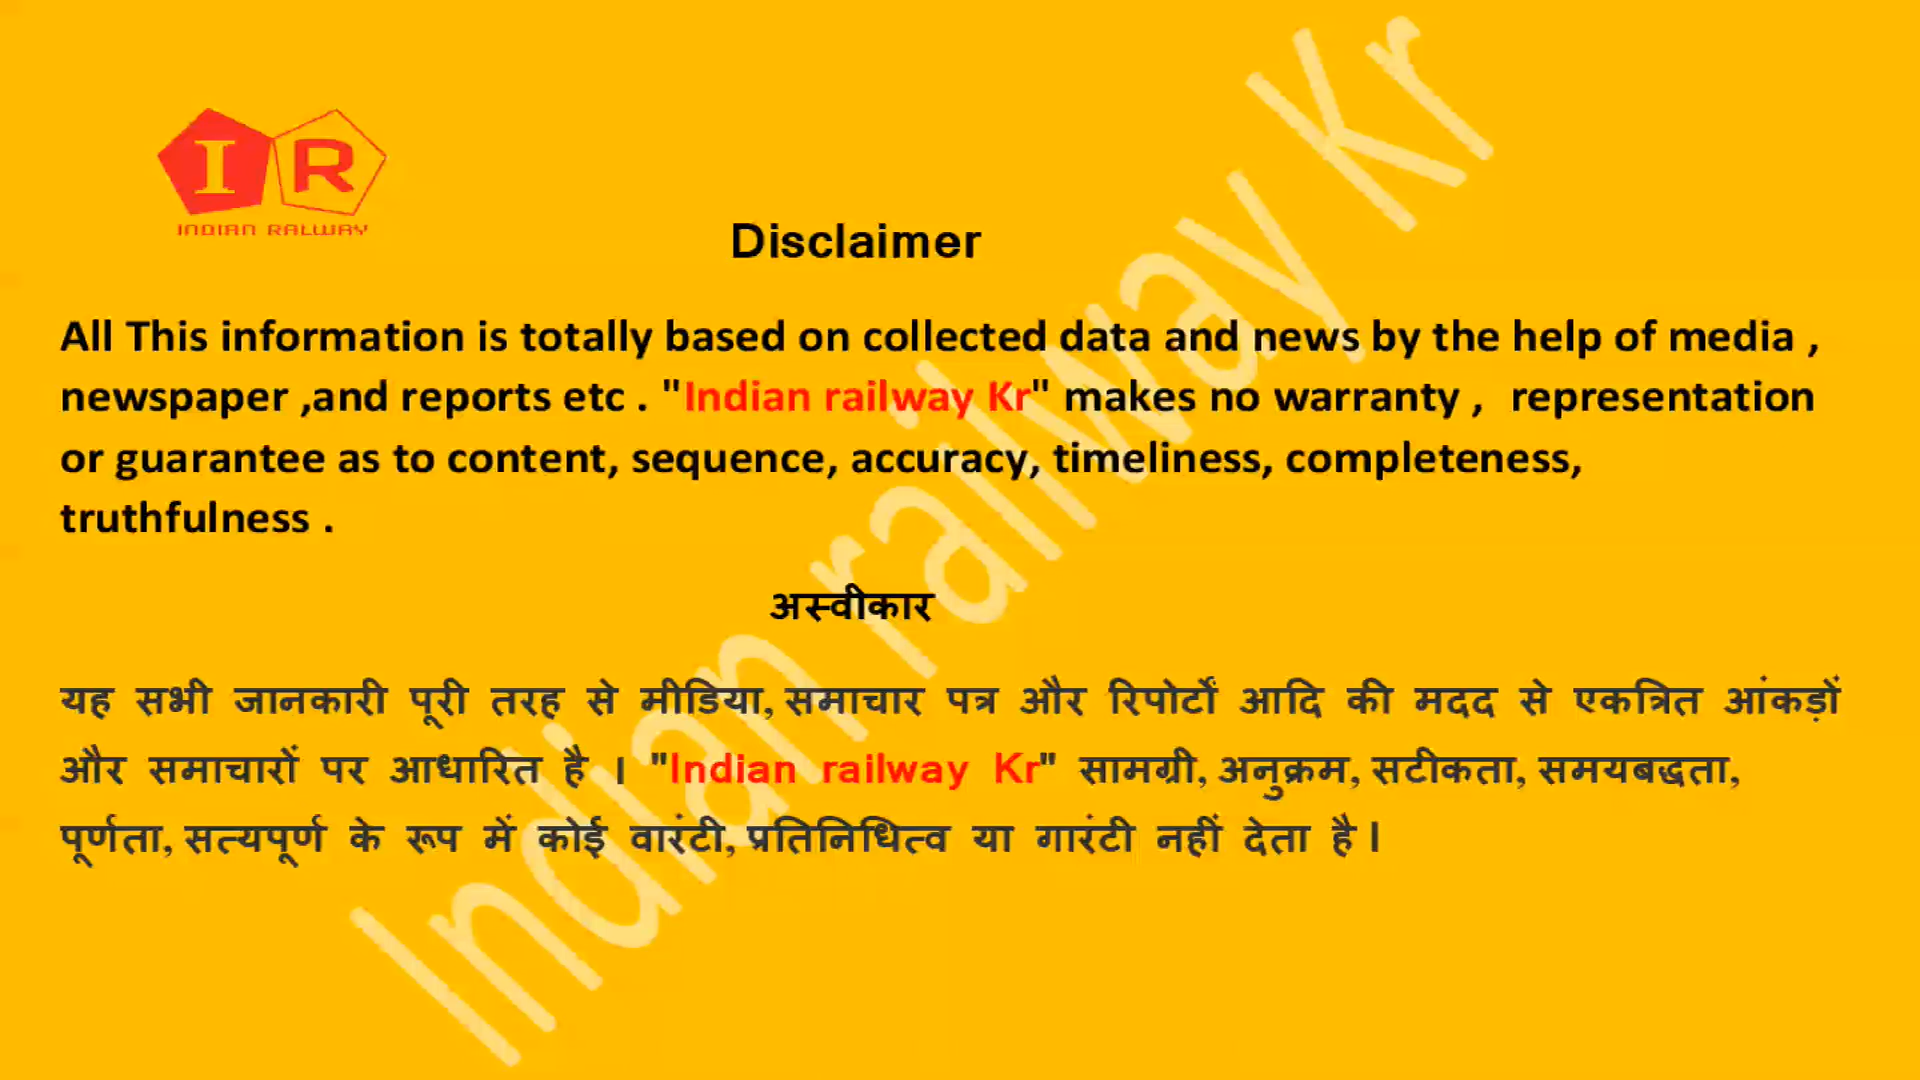 I R
INDIAN RALWAY
Disclaimer
All This information is totally based on collected data and news by the help of media ,
newspaper ,and reports etc . "Indian railway Kr" makes no warranty , representation
or guarantee as to content, sequence, accuracy, timeliness, completeness,
truthfulness .
अस्वीकार
यह सभी जानकारी पूरी तरह से मीडिया, समाचार पत्र और रिपोर्टों आदि की मदद से एकत्रित आंकड़ों
और समाचारों पर आधारित है । "Indian railway Kr" सामग्री, अनुक्रम, सटीकता, समयबद्धता,
पूर्णता, सत्यपूर्ण के रूप में कोई वारंटी, प्रतिनिधित्व या गारंटी नहीं देता है ।
Indian railway Kr